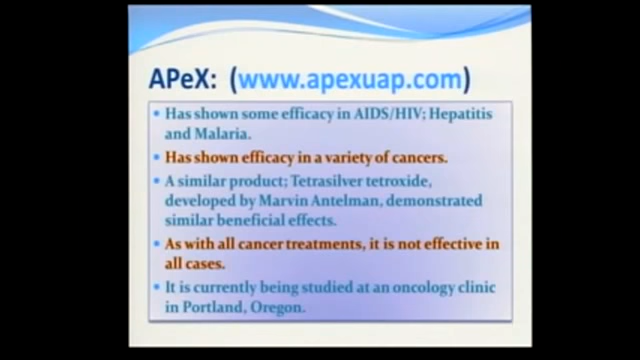 APeX: (www.apexuap.com)
• Has shown some efficacy in AIDS/HIV; Hepatitis
and Malaria.
• Has shown efficacy in a variety of cancers.
• A similar product; Tetrasilver tetroxide,
developed by Marvin Antelman, demonstrated
similar beneficial effects.
• As with all cancer treatments, it is not effective in
all cases.
• It is currently being studied at an oncology clinic
in Portland, Oregon.